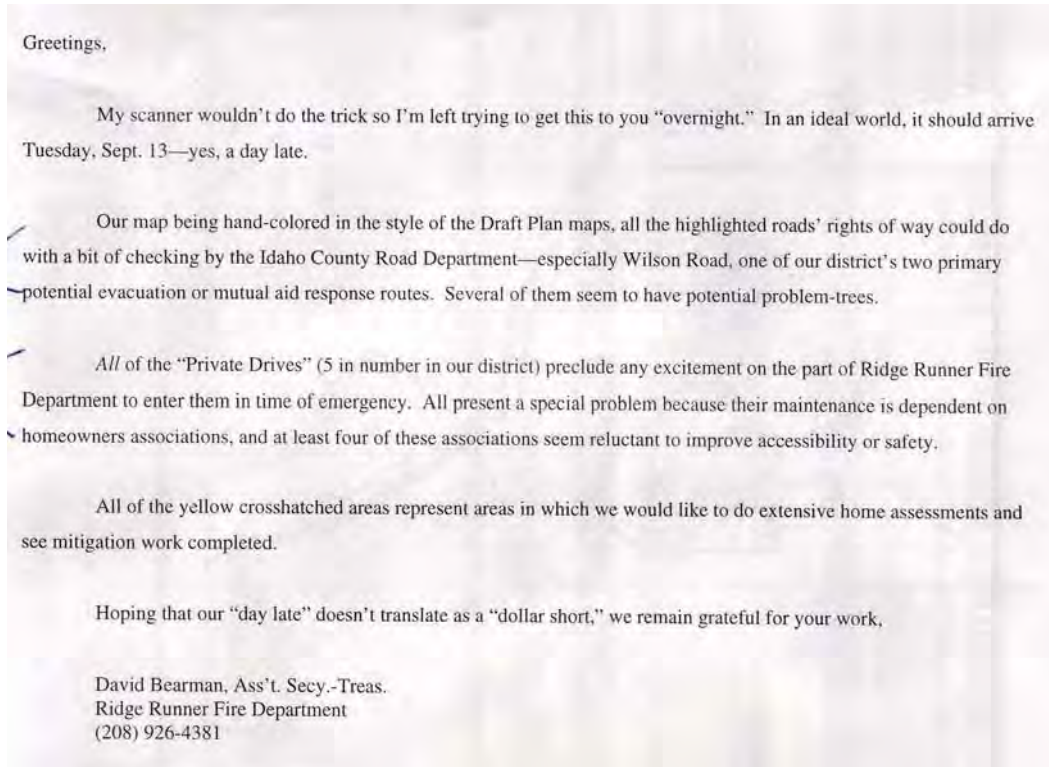 Greetings,
My scanner wouldn't do the trick so I'm left trying to get this to you “overnight.” In an ideal world, it should arrive
Tuesday, Sept. 13—yes, a day late.
Our map being hand-colored in the style of the Draft Plan maps, all the highlighted roads' rights of way could do
with a bit of checking by the Idaho County Road Department—especially Wilson Road, one of our district's two primary
potential evacuation or mutual aid response routes. Several of them seem to have potential problem-trees.
All of the “Private Drives” (5 in number in our district) preclude any excitement on the part of Ridge Runner Fire
Department to enter them in time of emergency. All present a special problem because their maintenance is dependent on
homeowners associations, and at least four of these associations seem reluctant to improve accessibility or safety.
All of the yellow crosshatched areas represent areas in which we would like to do extensive home assessments and
see mitigation work completed.
Hoping that our “day late” doesn't translate as a “dollar short,” we remain grateful for your work,
David Bearman, Ass't. Secy.-Treas.
Ridge Runner Fire Department
(208) 926-4381